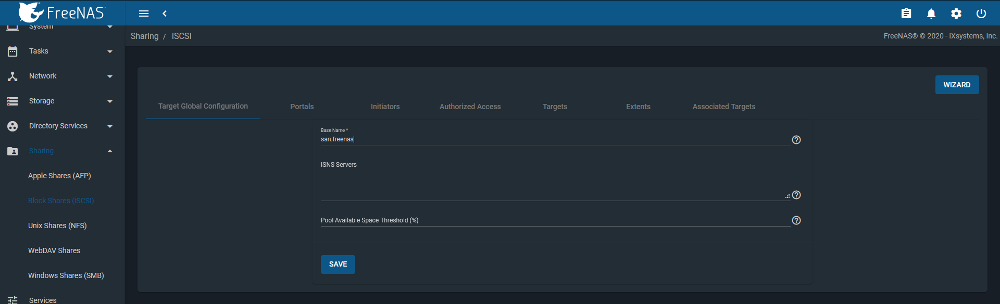 FreeNAS™
System
Tasks
Network
Storage
Directory Services
Sharing
Apple Shares (AFP)
Block Shares (iSCSI)
Unix Shares (NFS)
WebDAV Shares
Windows Shares (SMB)
Services
Sharing / iSCSI
FreeNAS® © 2020 - iXsystems, Inc.
WIZARD
Target Global Configuration Portals Initiators Authorized Access Targets Extents Associated Targets
Base Name *
san.freenas
ISNS Servers
Pool Available Space Threshold (%)
SAVE